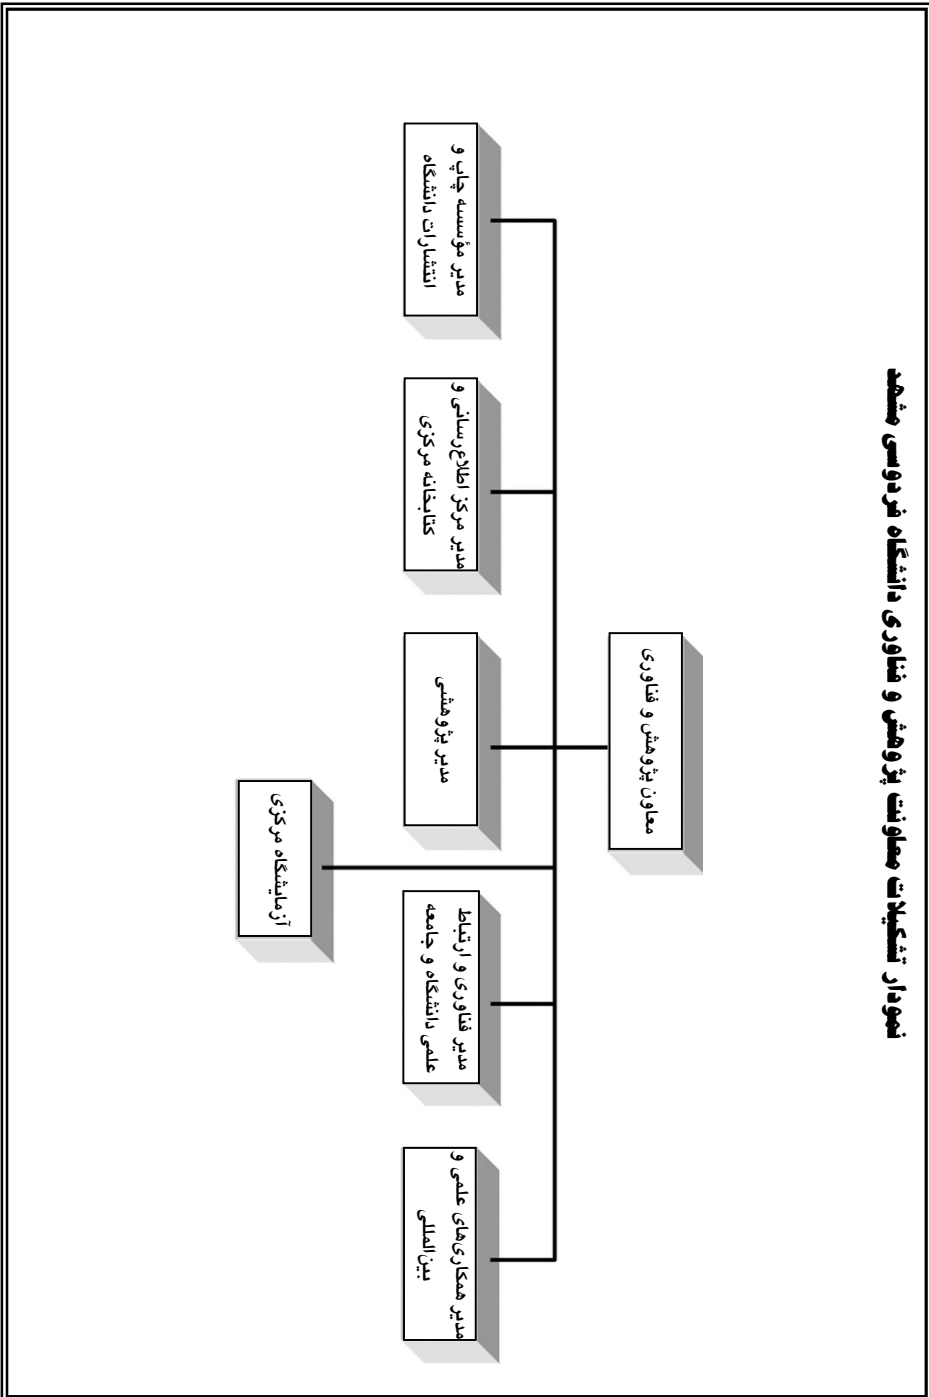 نمودار تشکیلات معاونت پژوهش و فناوری دانشگاه فردوسی مشهد
معاون پژوهش و فناوری
مدیر همکاری‌های علمی و
بین‌المللی
مدیر فناوری و ارتباط
علمی دانشگاه و جامعه
مدیر پژوهشی
مدیر مرکز اطلاع‌رسانی و
کتابخانه مرکزی
مدیر مؤسسه چاپ و
انتشارات دانشگاه
آزمایشگاه مرکزی